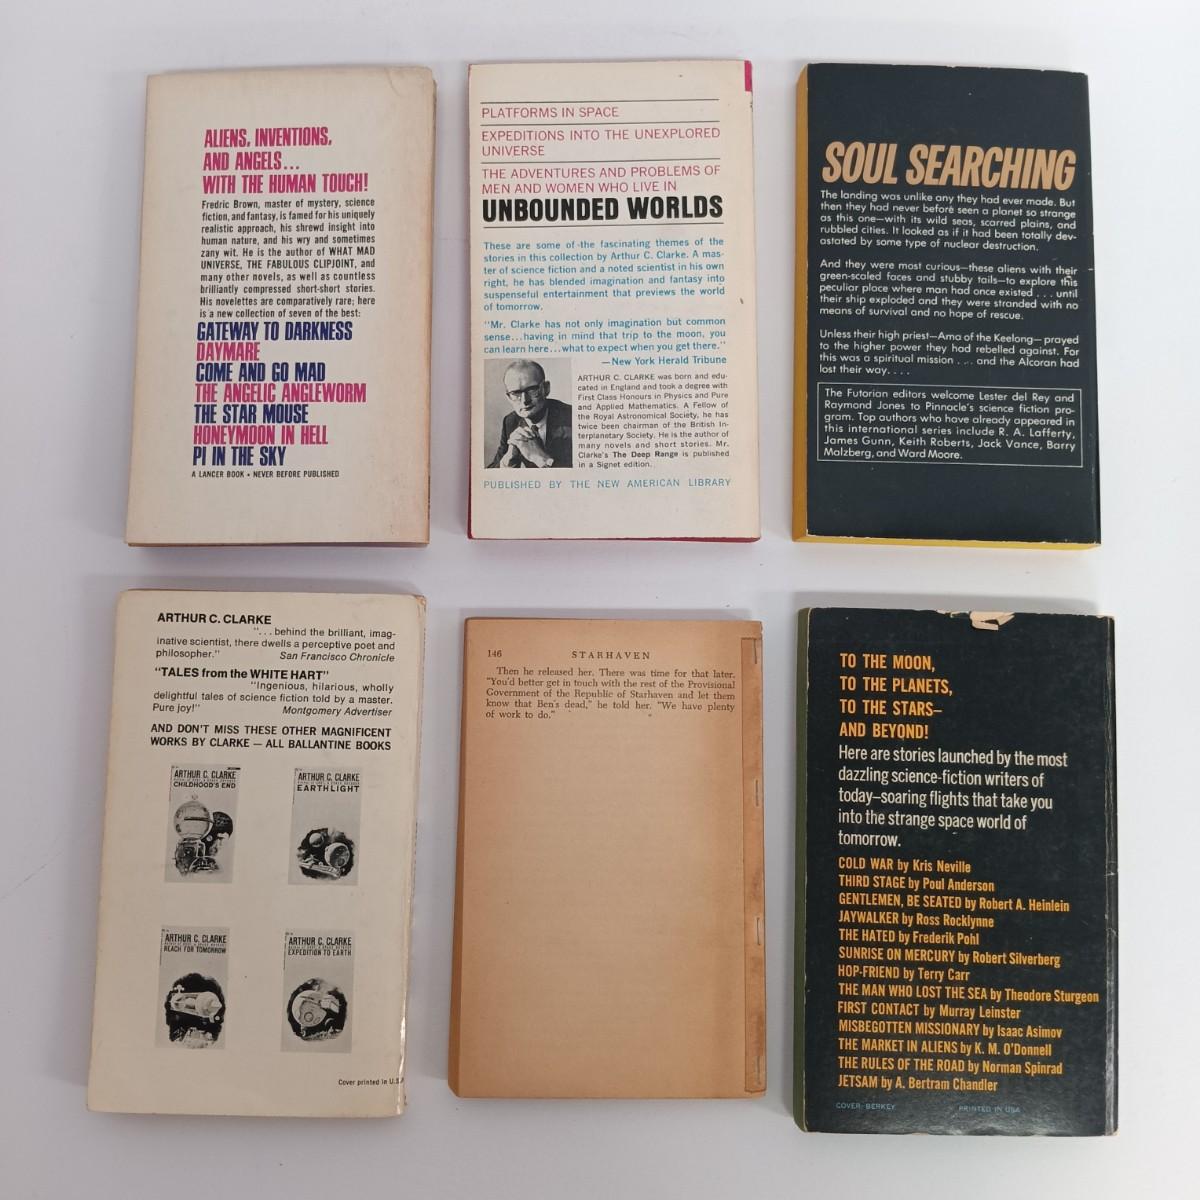 ALIENS, INVENTIONS,
AND ANGELS...
WITH THE HUMAN TOUCH!
Fredric Brown, master of mystery, science
fiction, and fantasy, is famed for his uniquely
realistic approach, his shrewd insight into
human nature, and his wry and sometimes
zany wit. He is the author of WHAT MAD
UNIVERSE, THE FABULOUS CLIPJOINT, and
many other novels, as well as countless
brilliantly compressed short-short stories.
His novelettes are comparatively rare; here
is a new collection of seven of the best:
GATEWAY TO DARKNESS
DAYMARE
COME AND GO MAD
THE ANGELIC ANGLEWORM
THE STAR MOUSE
HONEYMOON IN HELL
PI IN THE SKY
A LANCER BOOK • NEVER BEFORE PUBLISHED
PLATFORMS IN SPACE
EXPEDITIONS INTO THE UNEXPLORED
UNIVERSE
THE ADVENTURES AND PROBLEMS OF
MEN AND WOMEN WHO LIVE IN
UNBOUNDED WORLDS
These are some of the fascinating themes of the
stories in this collection by Arthur C. Clarke. A mas-
ter of science fiction and a noted scientist in his own
right, he has blended imagination and fantasy into
suspenseful entertainment that previews the world
of tomorrow.
"Mr. Clarke has not only imagination but common
sense...having in mind that trip to the moon, you
can learn here...what to expect when you get there."
—New York Herald Tribune
ARTHUR C. CLARKE was born and edu-
cated in England and took a degree with
First Class Honours in Physics and Pure
and Applied Mathematics. A Fellow of
the Royal Astronomical Society, he has
twice been chairman of the British In-
terplanetary Society. He is the author of
many novels and short stories. Mr.
Clarke's The Deep Range is published
in a Signet edition.
PUBLISHED BY THE NEW AMERICAN LIBRARY
SOUL SEARCHING
The landing was unlike any they had ever made. But
then they had never before seen a planet so strange
as this one—with its wild seas, scarred plains, and
rubbled cities. It looked as if it had been totally dev-
astated by some type of nuclear destruction.
And they were most curious—these aliens with their
green-scaled faces and stubby tails—to explore this
peculiar place where man had once existed . . . until
their ship exploded and they were stranded with no
means of survival and no hope of rescue.
Unless their high priest—Ama of the Keelong—prayed
to the higher power they had rebelled against. For
this was a spiritual mission . . . and the Alcoran had
lost their way. . . .
The Futorian editors welcome Lester del Rey and
Raymond Jones to Pinnacle's science fiction pro-
gram. Top authors who have already appeared in
this international series include R. A. Lafferty,
James Gunn, Keith Roberts, Jack Vance, Barry
Malzberg, and Ward Moore.
ARTHUR C. CLARKE
"...behind the brilliant, imag-
inative scientist, there dwells a perceptive poet and
philosopher." San Francisco Chronicle
"TALES from the WHITE HART"
"Ingenious, hilarious, wholly
delightful tales of science fiction told by a master.
Pure joy!" Montgomery Advertiser
AND DON'T MISS THESE OTHER MAGNIFICENT
WORKS BY CLARKE — ALL BALLANTINE BOOKS
ARTHUR C. CLARKE
CHILDHOOD'S END
ARTHUR C. CLARKE
EARTHLIGHT
ARTHUR C. CLARKE
REACH FOR TOMORROW
ARTHUR C. CLARKE
EXPEDITION TO EARTH
Cover printed in U.S.A
146 STARHAVEN
Then he released her. There was time for that later.
"You'd better get in touch with the rest of the Provisional
Government of the Republic of Starhaven and let them
know that Ben's dead," he told her. "We have plenty
of work to do."
TO THE MOON,
TO THE PLANETS,
TO THE STARS—
AND BEYOND!
Here are stories launched by the most
dazzling science-fiction writers of
today—soaring flights that take you
into the strange space world of
tomorrow.
COLD WAR by Kris Neville
THIRD STAGE by Poul Anderson
GENTLEMEN, BE SEATED by Robert A. Heinlein
JAYWALKER by Ross Rocklynne
THE HATED by Frederik Pohl
SUNRISE ON MERCURY by Robert Silverberg
HOP-FRIEND by Terry Carr
THE MAN WHO LOST THE SEA by Theodore Sturgeon
FIRST CONTACT by Murray Leinster
MISBEGOTTEN MISSIONARY by Isaac Asimov
THE MARKET IN ALIENS by K. M. O'Donnell
THE RULES OF THE ROAD by Norman Spinrad
JETSAM by A. Bertram Chandler
COVER: BERKEY PRINTED IN USA